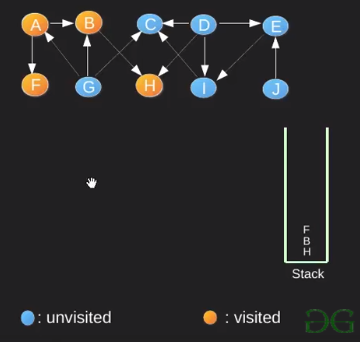 A B C D E
F G H I J
F
B
H
Stack
: unvisited : visited